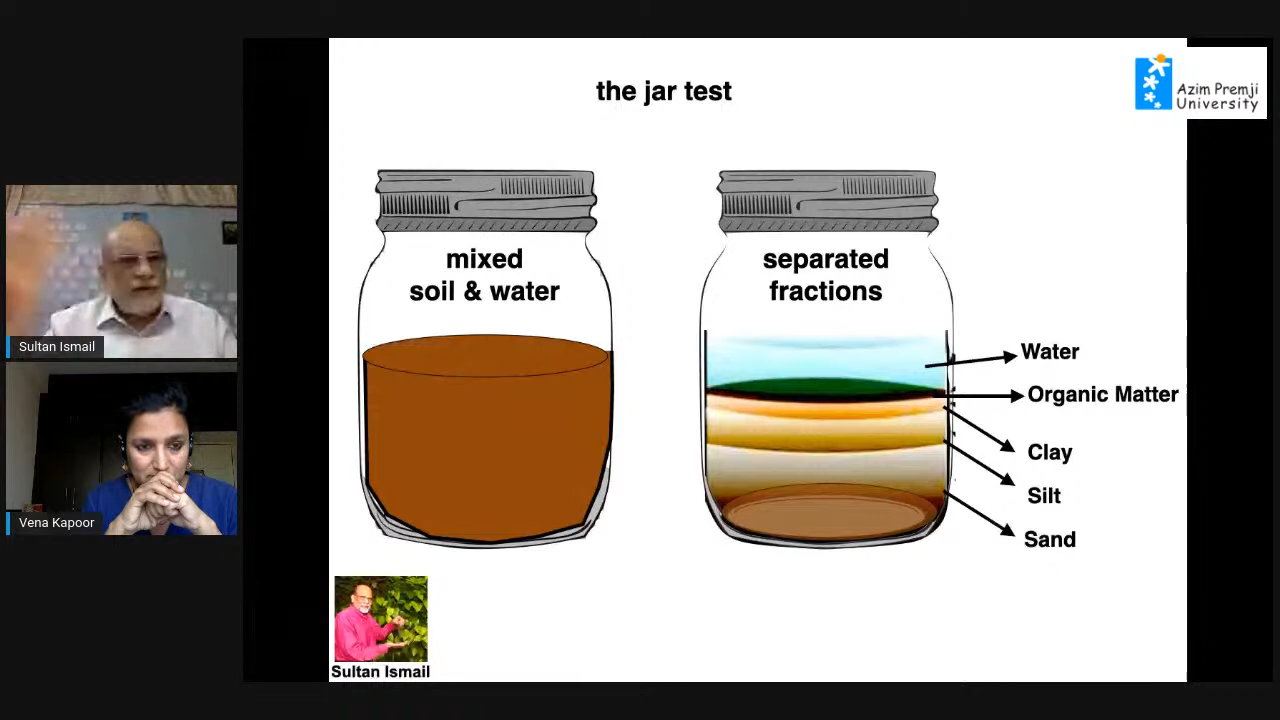 the jar test
Azim Premji
University
mixed
soil & water
separated
fractions
Water
Organic Matter
Clay
Silt
Sand
Sultan Ismail
Vena Kapoor
Sultan Ismail